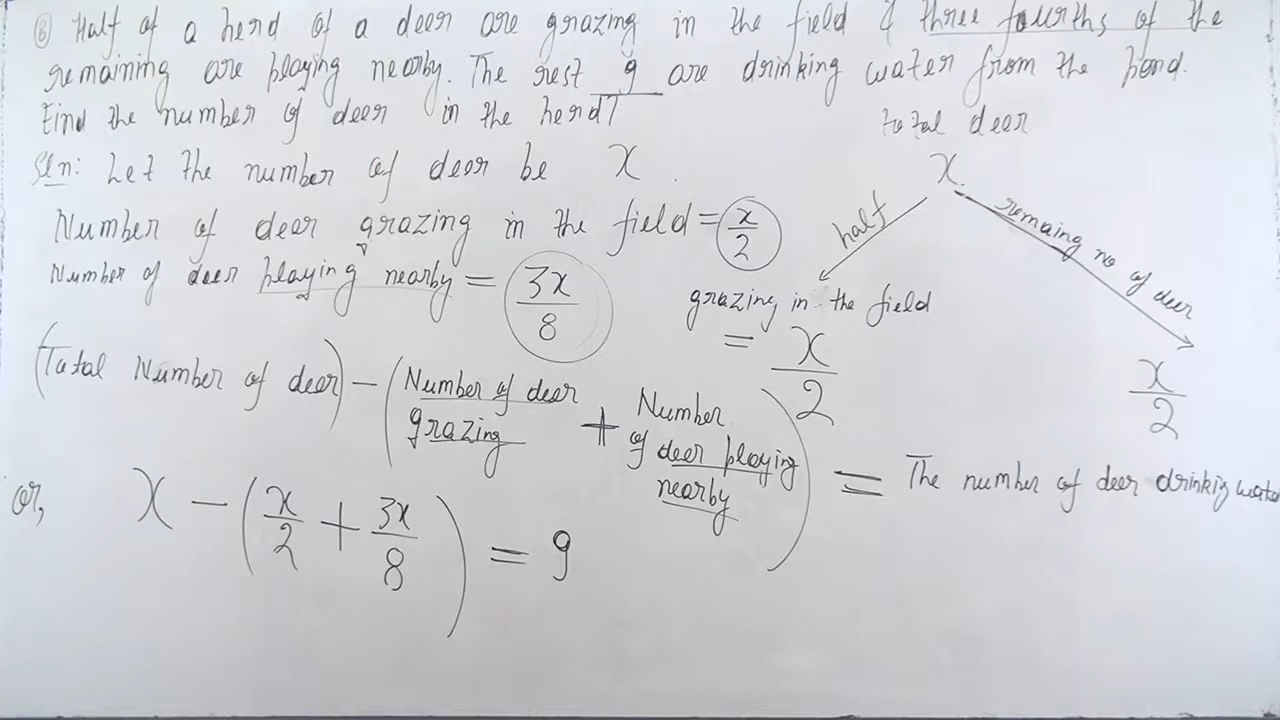 ⑥ Half of a herd of a deer are grazing in the field & three fourths of the
remaining are playing nearby. The rest 9 are drinking water from the pond.
Find the number of deer in the herd?
Sln: Let the number of deer be x.
Number of deer grazing in the field = x/2
Number of deer playing nearby = 3x/8
total deer
x
half
remaing no of deer
grazing in the field
= x/2
x/2
(Total Number of deer) - (Number of deer grazing + Number of deer playing nearby) = The number of deer drinkig water
or, x - (x/2 + 3x/8) = 9